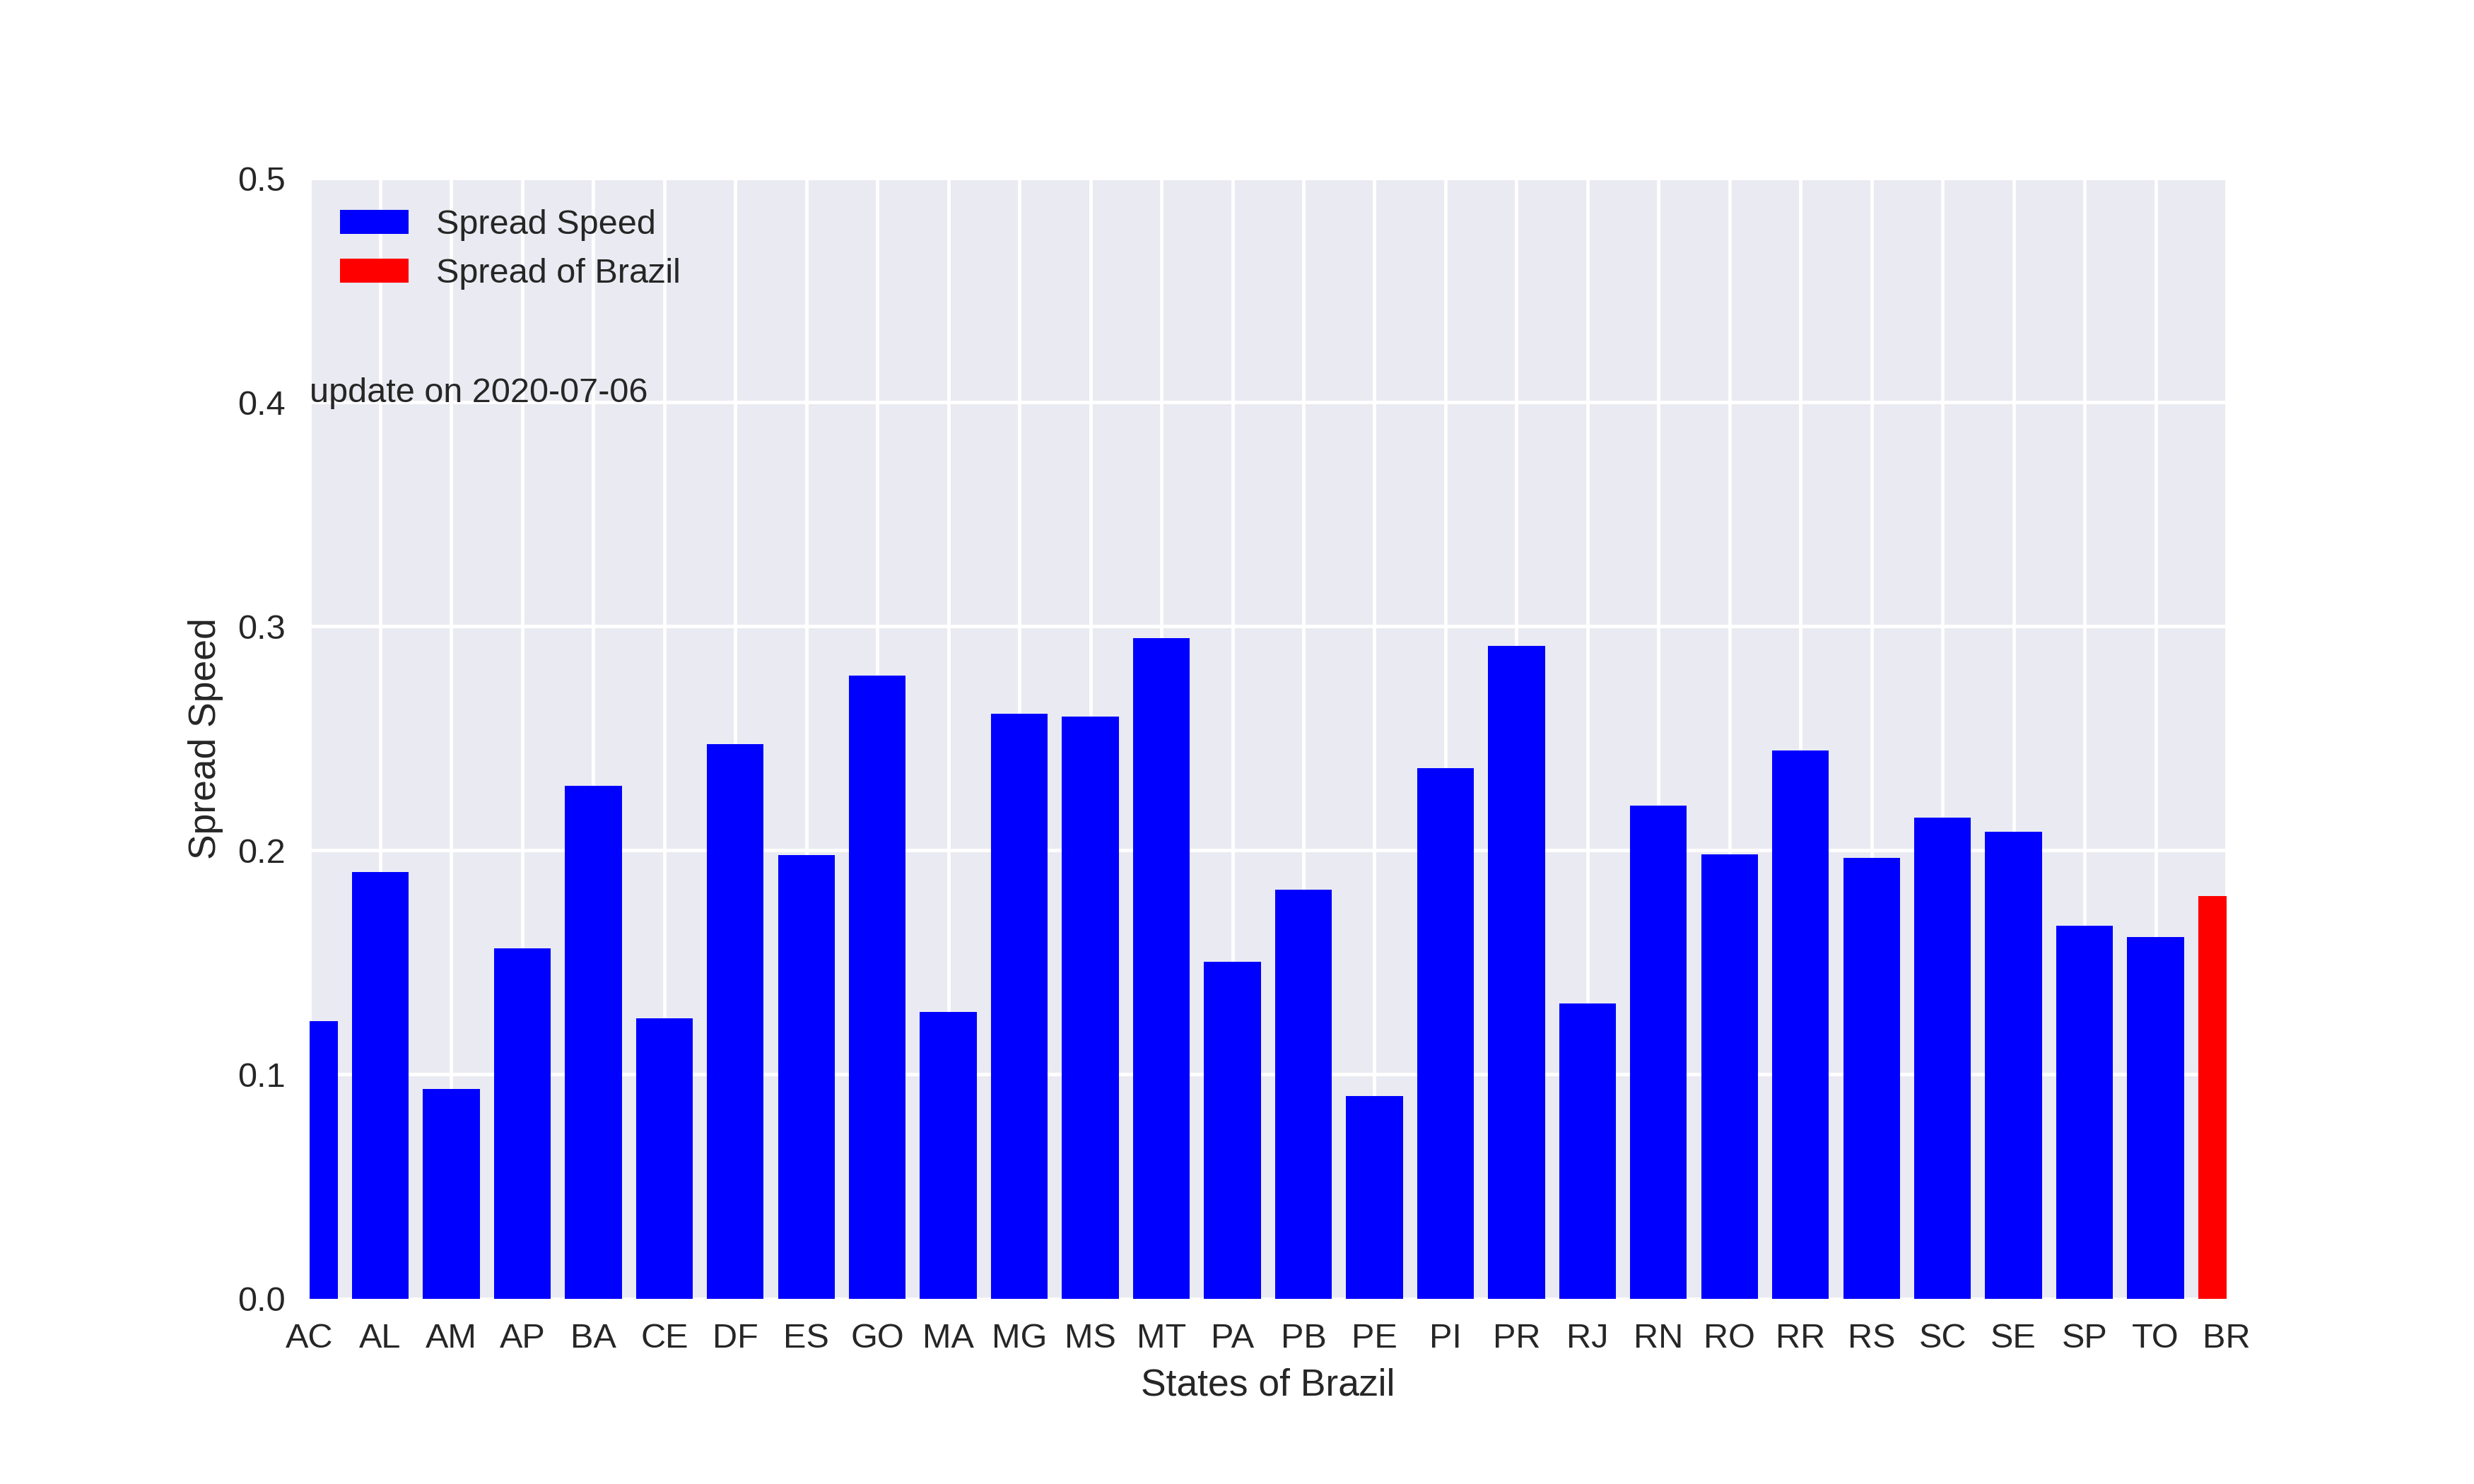 0.5
Spread Speed
Spread of Brazil
update on 2020-07-06
0.4
0.3
Spread Speed
0.2
0.1
0.0
AC AL AM AP BA CE DF ES GO MA MG MS MT PA PB PE PI PR RJ RN RO RR RS SC SE SP TO BR
States of Brazil